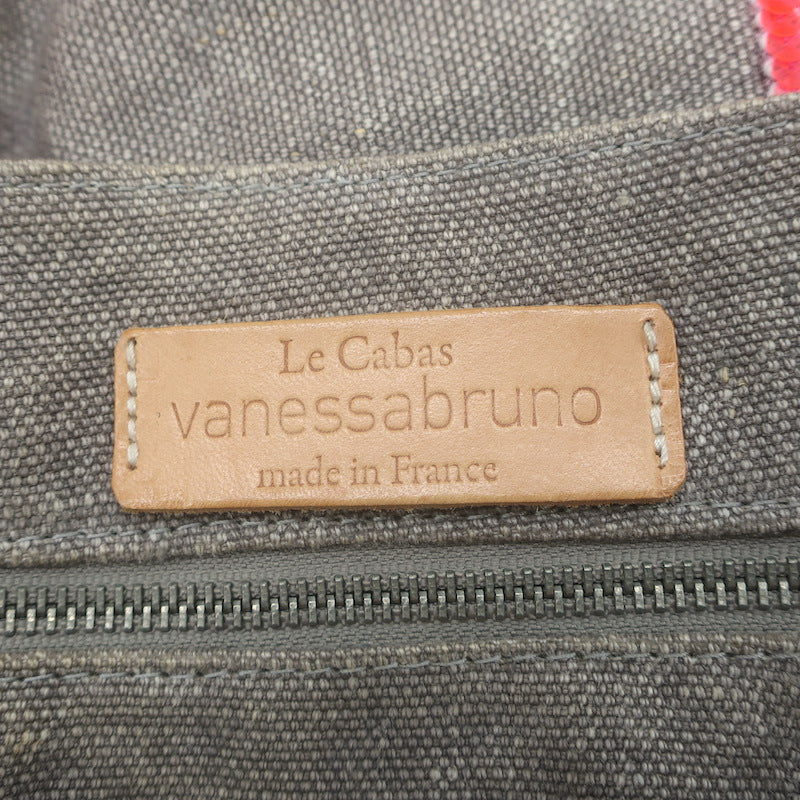 Le Cabas
vanessabruno
made in France